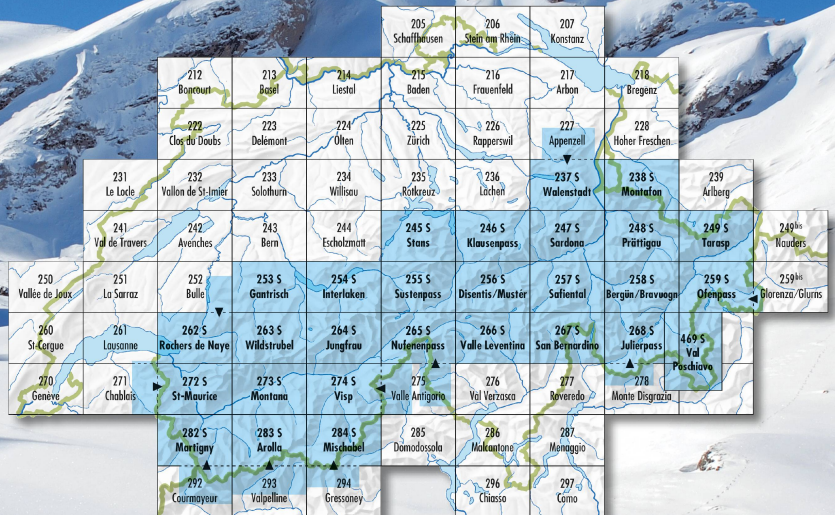 205
Schaffhausen
206
Stein am Rhein
207
Konstanz
212
Boncourt
213
Basel
214
Liestal
215
Baden
216
Frauenfeld
217
Arbon
218
Bregenz
222
Clos du Doubs
223
Delémont
224
Olten
225
Zürich
226
Rapperswil
227
Appenzell
228
Hoher Freschen
231
Le Locle
232
Vallon de St-Imier
233
Solothurn
234
Willisau
235
Rotkreuz
236
Lachen
237 S
Walenstadt
238 S
Montafon
239
Arlberg
241
Val de Travers
242
Avenches
243
Bern
244
Escholzmatt
245 S
Stans
246 S
Klausenpass
247 S
Sardona
248 S
Prättigau
249 S
Tarasp
249bis
Nauders
250
Vallée de Joux
251
La Sarraz
252
Bulle
253 S
Gantrisch
254 S
Interlaken
255 S
Sustenpass
256 S
Disentis/Mustér
257 S
Safiental
258 S
Bergün/Bravuogn
259 S
Ofenpass
259bis
Glorenza/Glurns
260
St-Cergue
261
Lausanne
262 S
Rochers de Naye
263 S
Wildstrubel
264 S
Jungfrau
265 S
Nufenenpass
266 S
Valle Leventina
267 S
San Bernardino
268 S
Julierpass
469 S
Val
Poschiavo
270
Genève
271
Chablais
272 S
St-Maurice
273 S
Montana
274 S
Visp
275
Valle Antigorio
276
Val Verzasca
277
Roveredo
278
Monte Disgrazia
282 S
Martigny
283 S
Arolla
284 S
Mischabel
285
Domodossola
286
Malcantone
287
Menaggio
292
Courmayeur
293
Valpelline
294
Gressoney
296
Chiasso
297
Como